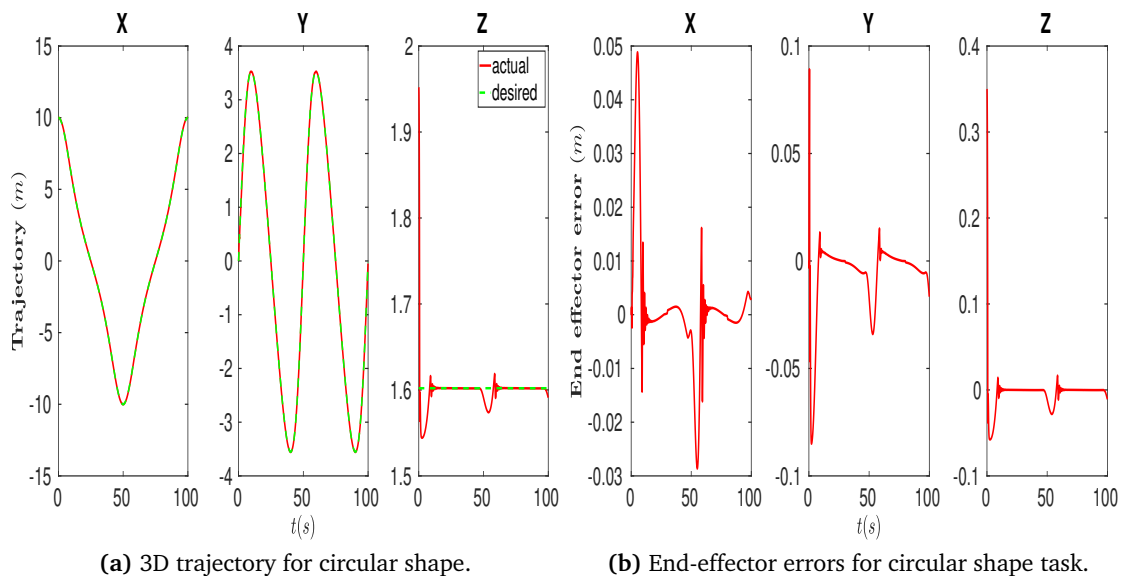 X Y Z X Y Z
Trajectory (m)
15
10
5
0
-5
-10
-15
0 50 100
4
3
2
1
0
-1
-2
-3
-4
0 50 100
2
1.9
1.8
1.7
1.6
1.5
0 50 100
actual
desired
t(s)
End effector error (m)
0.05
0.04
0.03
0.02
0.01
0
-0.01
-0.02
-0.03
0 50 100
0.1
0.05
0
-0.05
-0.1
0 50 100
0.4
0.3
0.2
0.1
0
-0.1
0 50 100
t(s)
(a) 3D trajectory for circular shape.
(b) End-effector errors for circular shape task.